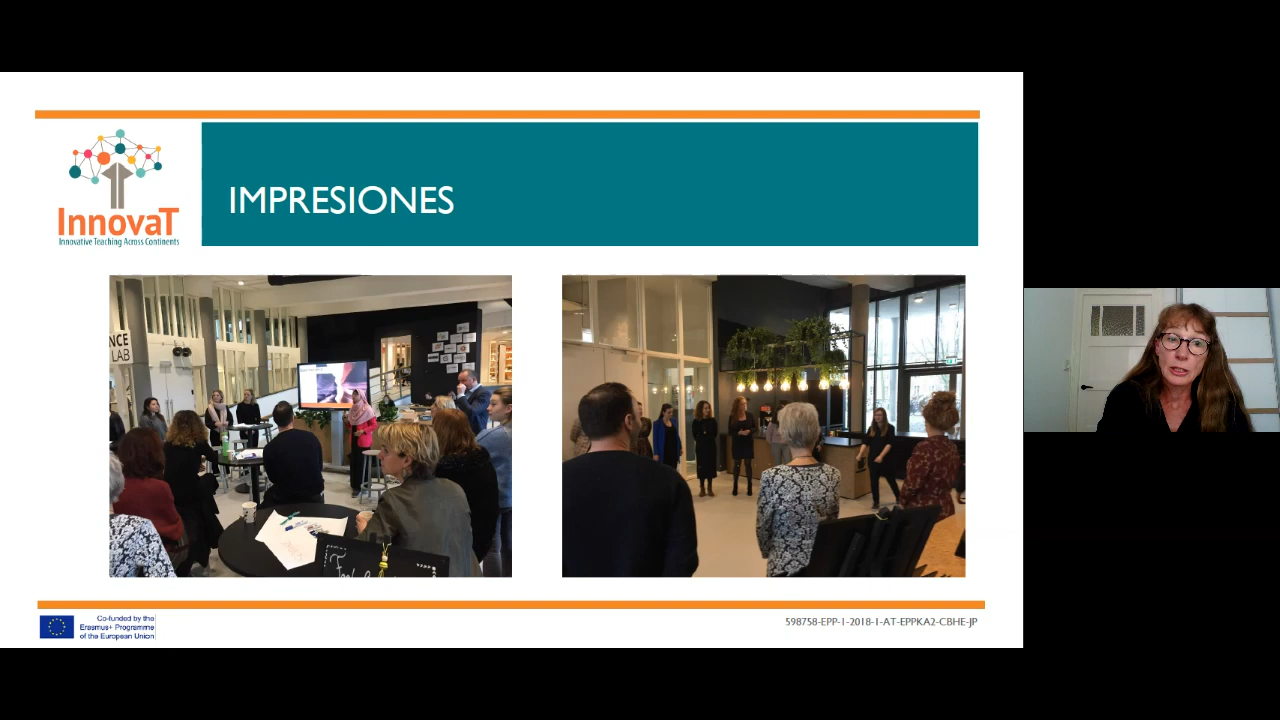 InnovaT
Innovative Teaching Across Continents
IMPRESIONES
NCE
LAB
Co-funded by the
Erasmus+ Programme
of the European Union
598758-EPP-1-2018-1-AT-EPPKA2-CBHE-JP